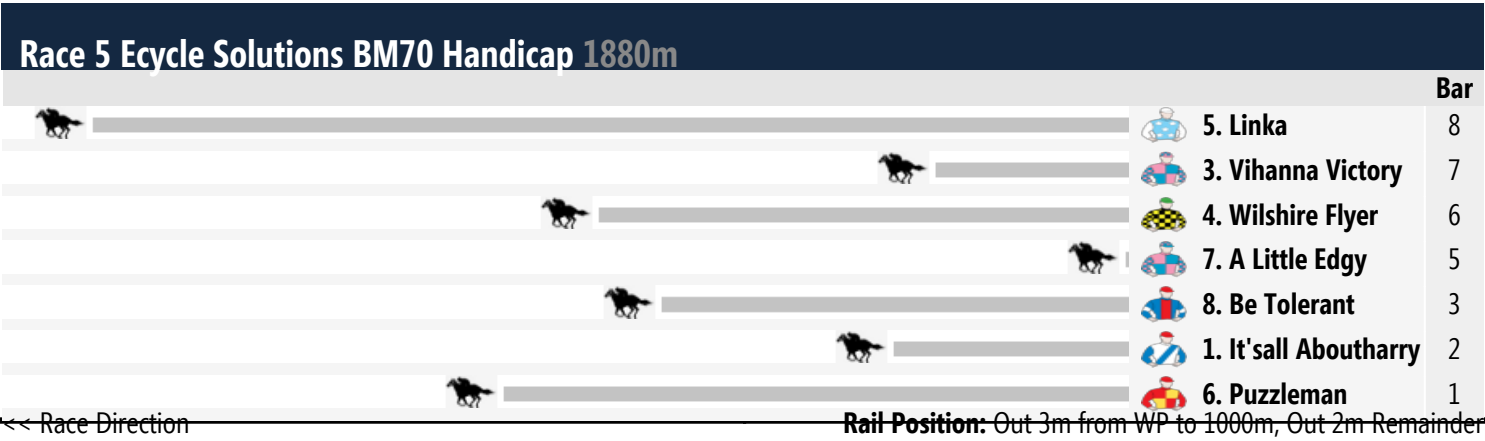 Race 5 Ecycle Solutions BM70 Handicap 1880m
Bar
5. Linka 8
3. Vihanna Victory 7
4. Wilshire Flyer 6
7. A Little Edgy 5
8. Be Tolerant 3
1. It'sall Aboutharry 2
6. Puzzleman 1
<< Race Direction Rail Position: Out 3m from WP to 1000m, Out 2m Remainder